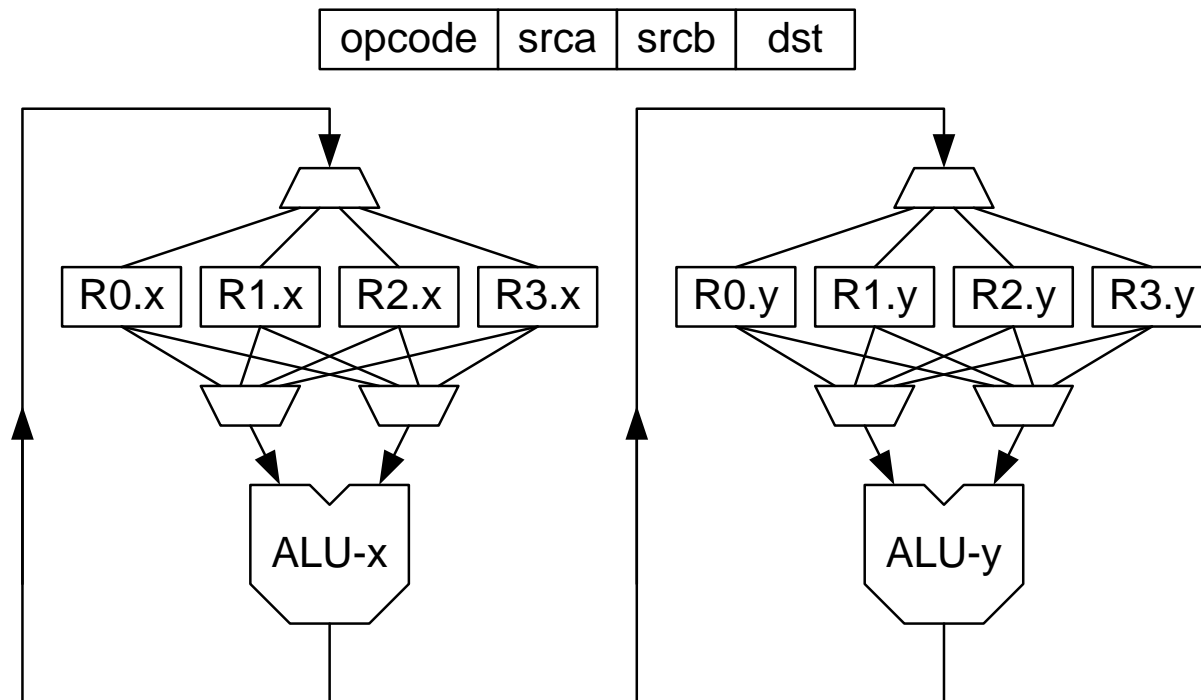 opcode srca srcb dst
R0.x R1.x R2.x R3.x R0.y R1.y R2.y R3.y
ALU-x ALU-y